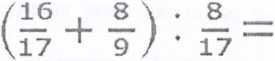 (16/17 + 8/9) : 8/17 =